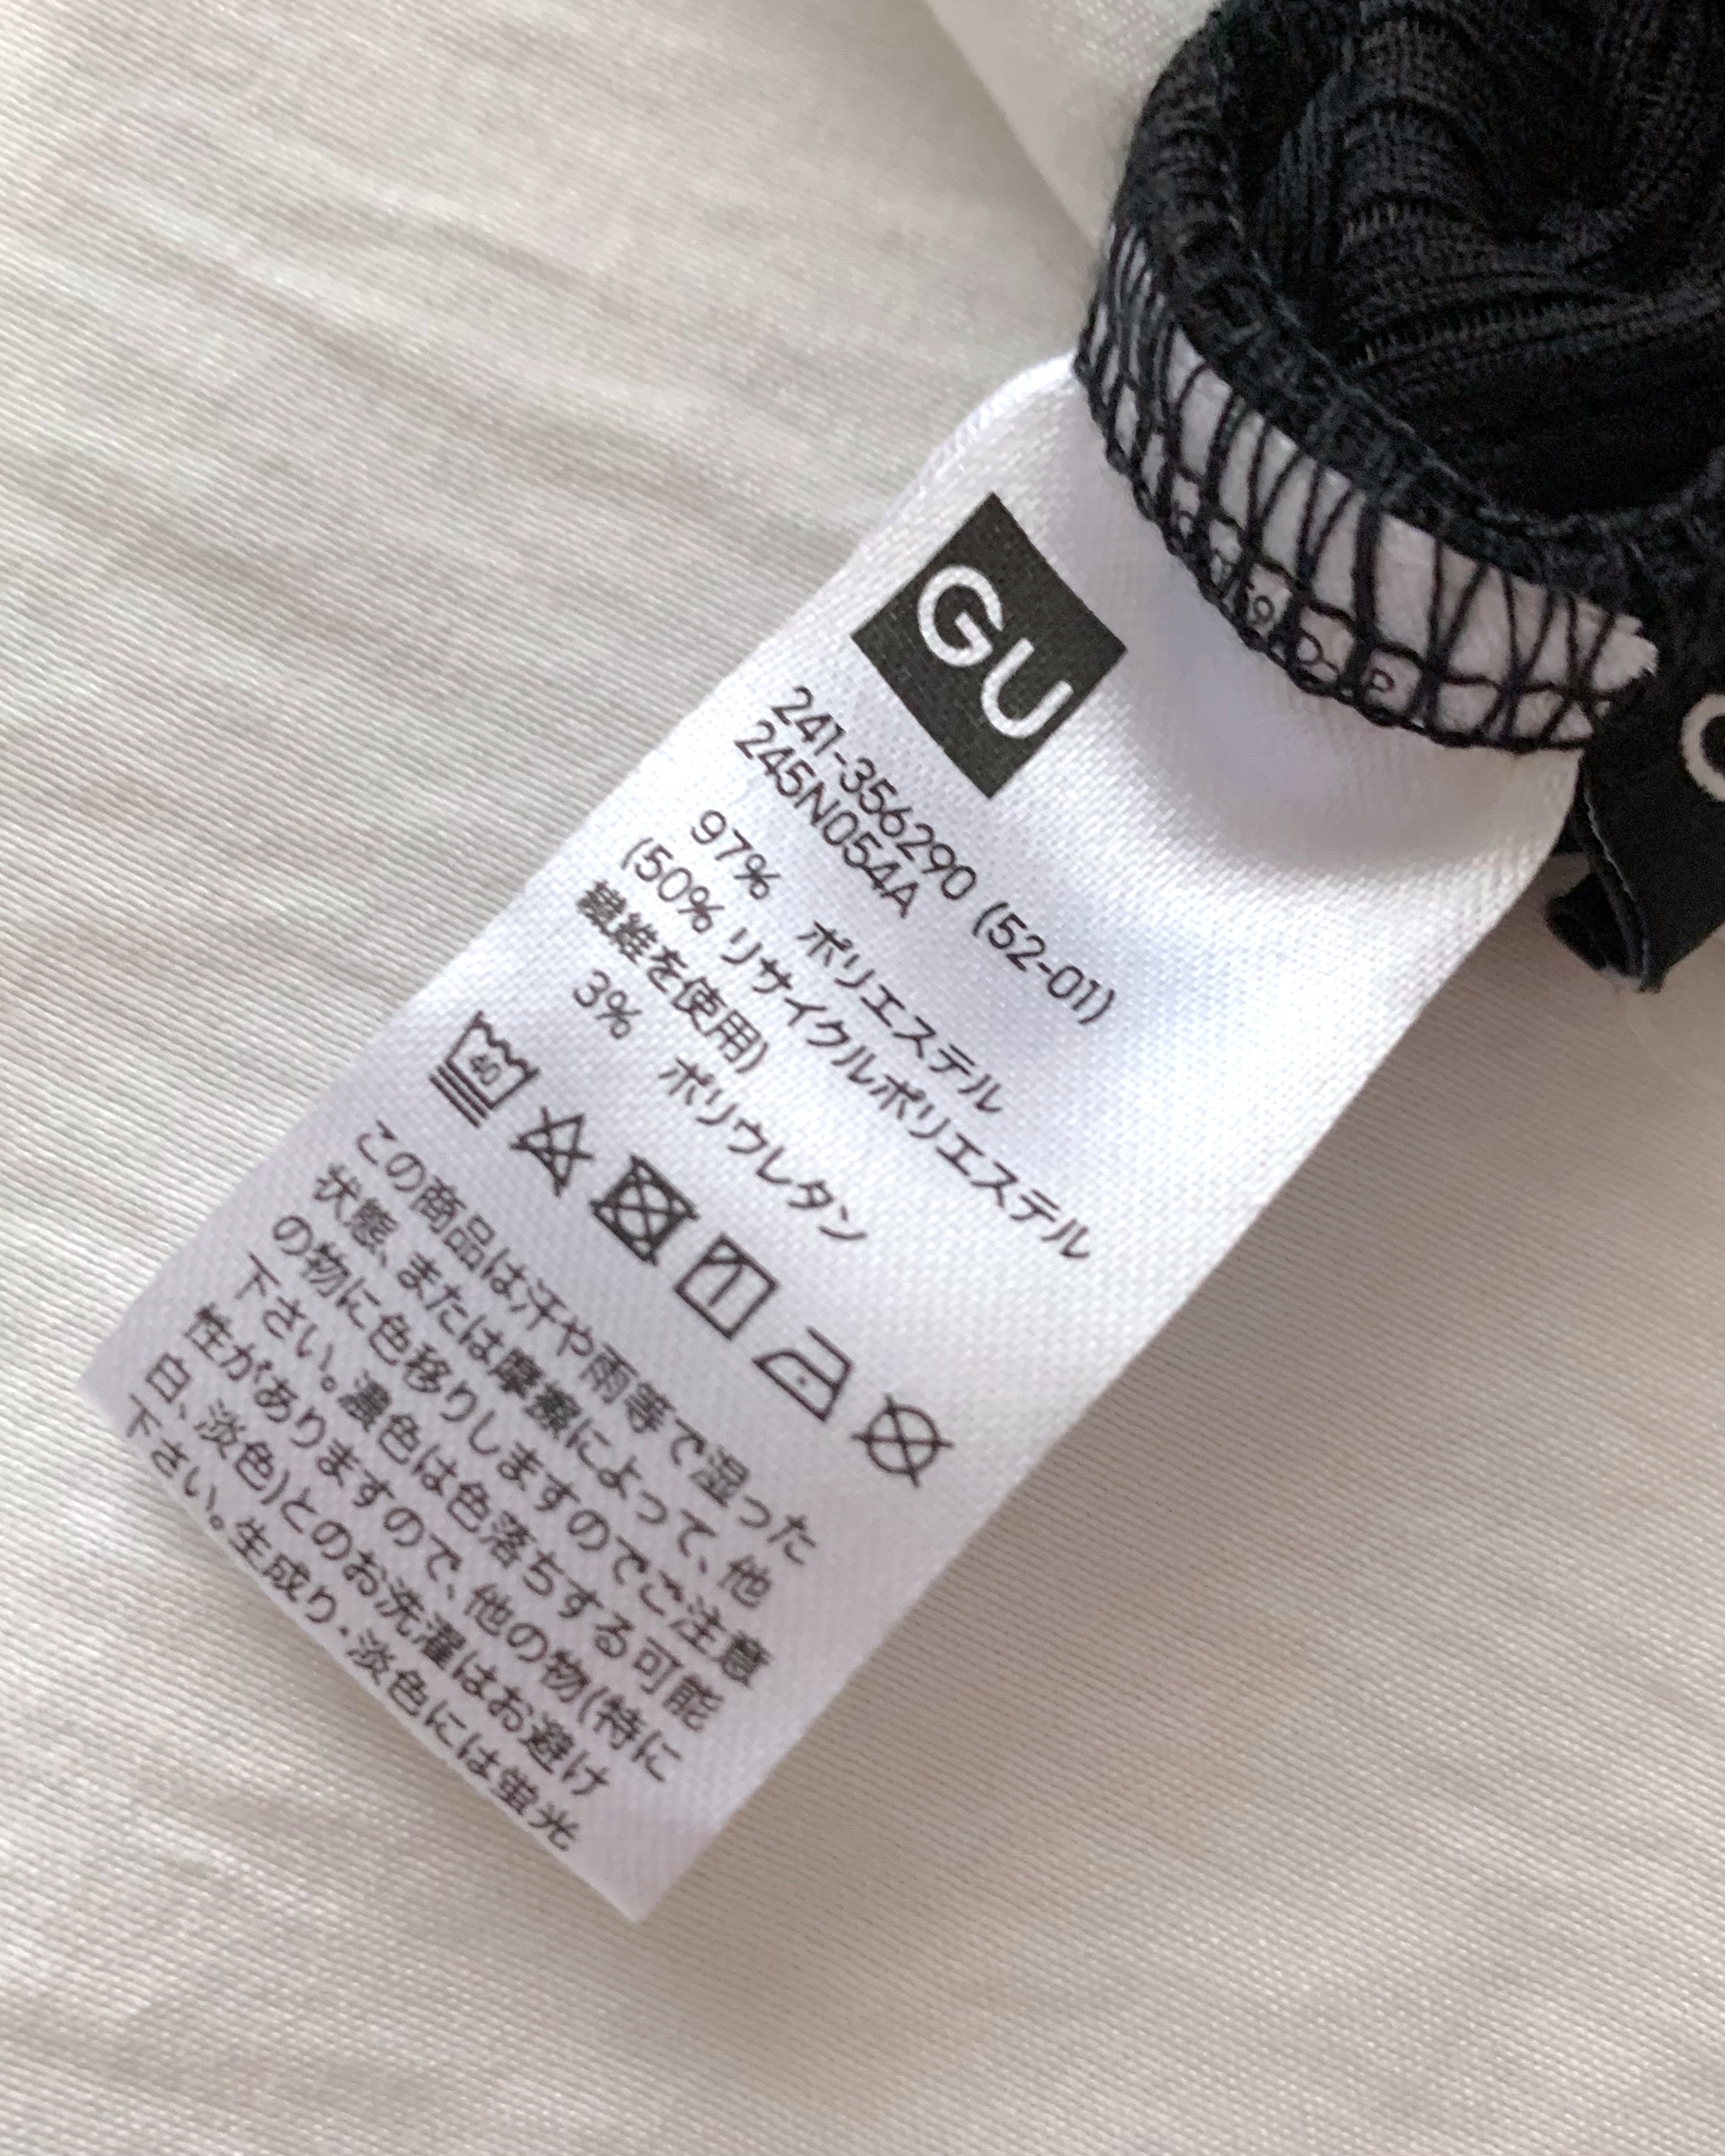 GU
241-356290 (52-01)
245N054A
97% ポリエステル
(50% リサイクルポリエステル
繊維を使用)
3% ポリウレタン
40
この商品は汗や雨等で湿った
状態、または摩擦によって、他
の物に色移りしますのでご注意
下さい。濃色は色落ちする可能
性がありますので、他の物(特に
白、淡色)とのお洗濯はお避け
下さい。生成り・淡色には蛍光